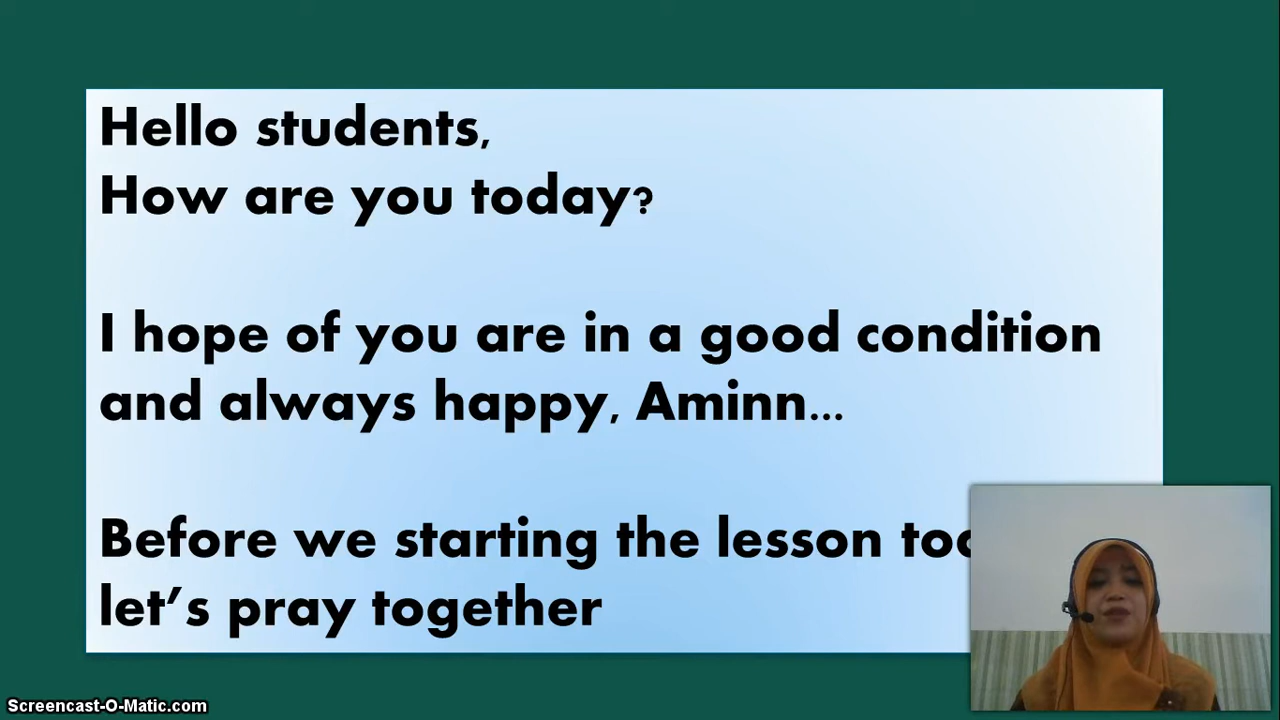 Hello students,
How are you today?
I hope of you are in a good condition
and always happy, Aminn...
Before we starting the lesson
let's pray together
Screencast-O-Matic.com